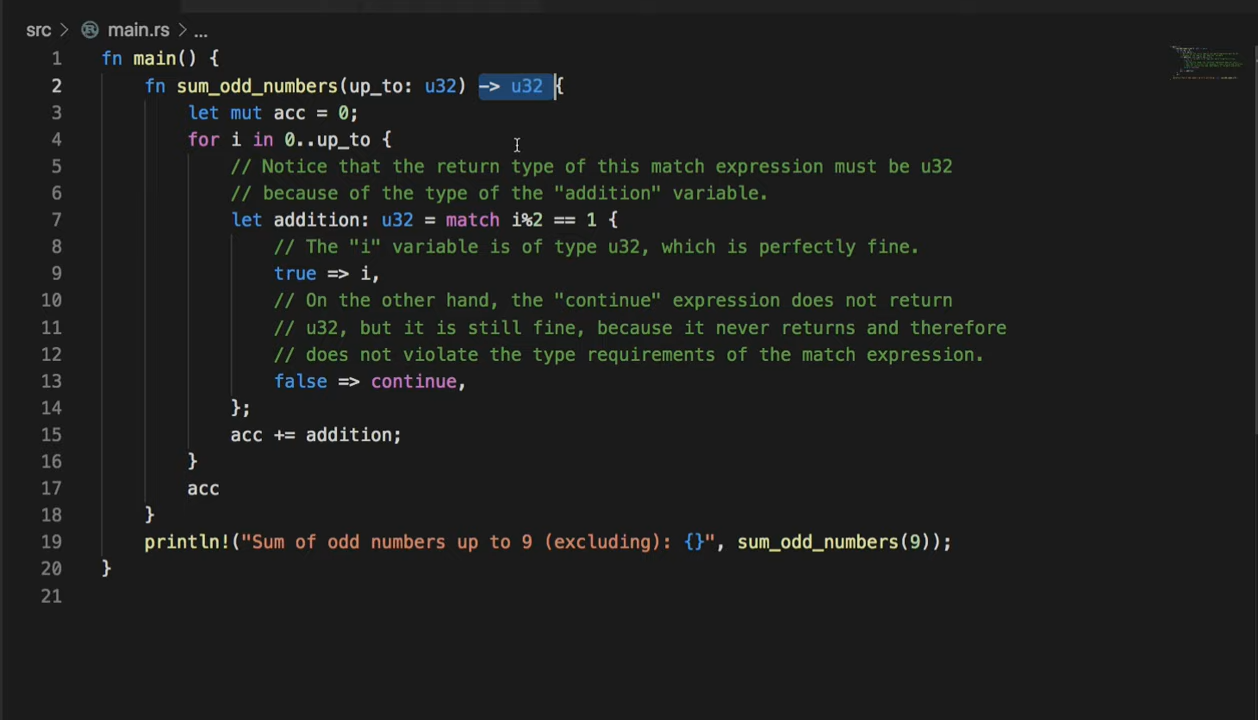 src > main.rs > ...
1 fn main() {
2 fn sum_odd_numbers(up_to: u32) -> u32 {
3 let mut acc = 0;
4 for i in 0..up_to {
5 // Notice that the return type of this match expression must be u32
6 // because of the type of the "addition" variable.
7 let addition: u32 = match i%2 == 1 {
8 // The "i" variable is of type u32, which is perfectly fine.
9 true => i,
10 // On the other hand, the "continue" expression does not return
11 // u32, but it is still fine, because it never returns and therefore
12 // does not violate the type requirements of the match expression.
13 false => continue,
14 };
15 acc += addition;
16 }
17 acc
18 }
19 println!("Sum of odd numbers up to 9 (excluding): {}", sum_odd_numbers(9));
20 }
21